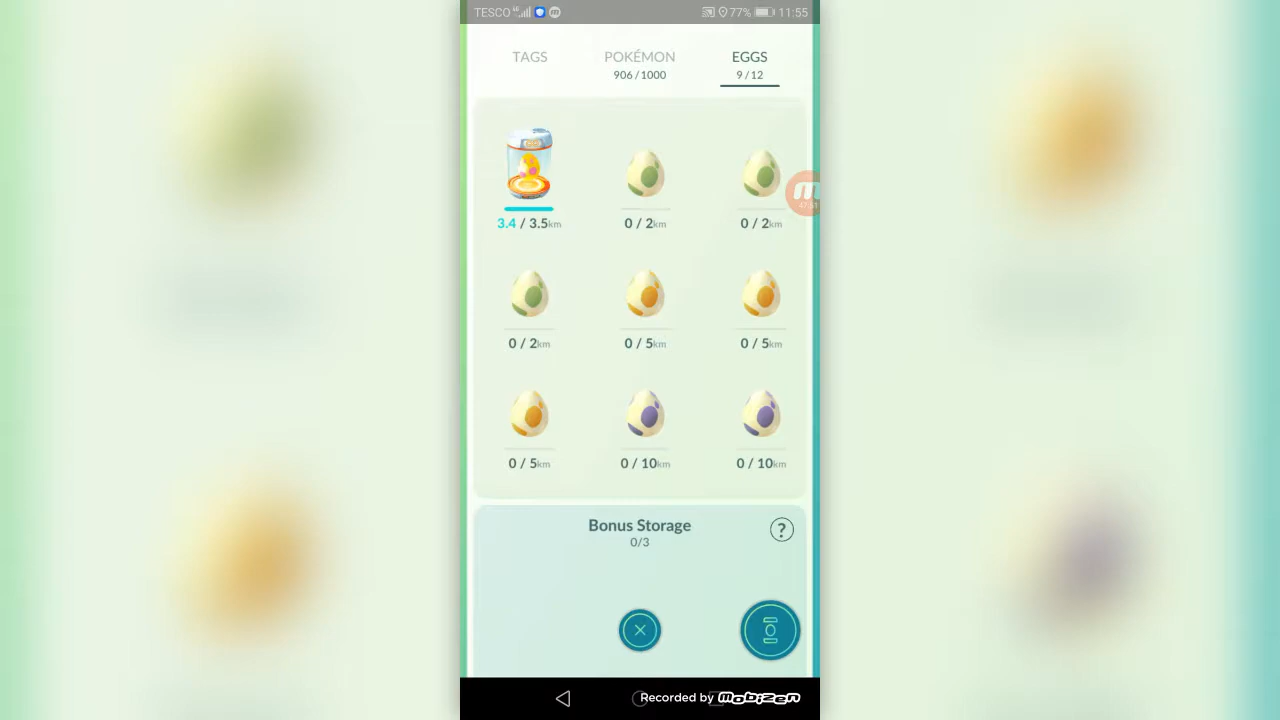 TESCO 4G 77% 11:55
TAGS POKÉMON EGGS
906/1000 9/12
3.4 / 3.5km 0 / 2km 0 / 2km
0 / 2km 0 / 5km 0 / 5km
0 / 5km 0 / 10km 0 / 10km
Bonus Storage ?
0/3
Recorded by mobizen